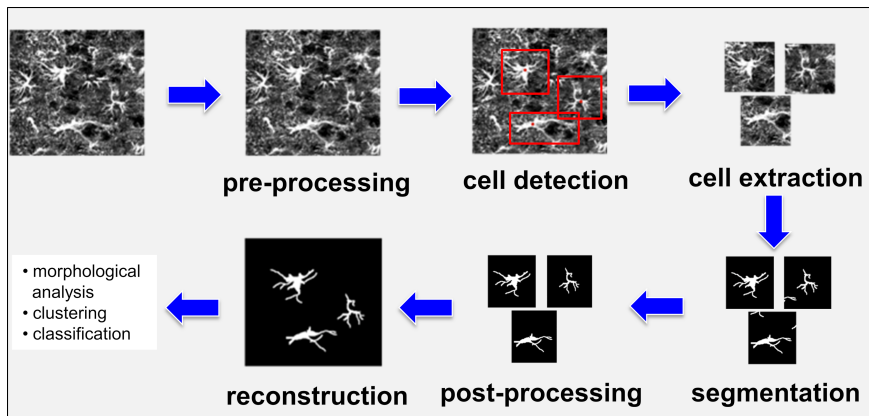 pre-processing
cell detection
cell extraction
segmentation
post-processing
reconstruction
• morphological
analysis
• clustering
• classification